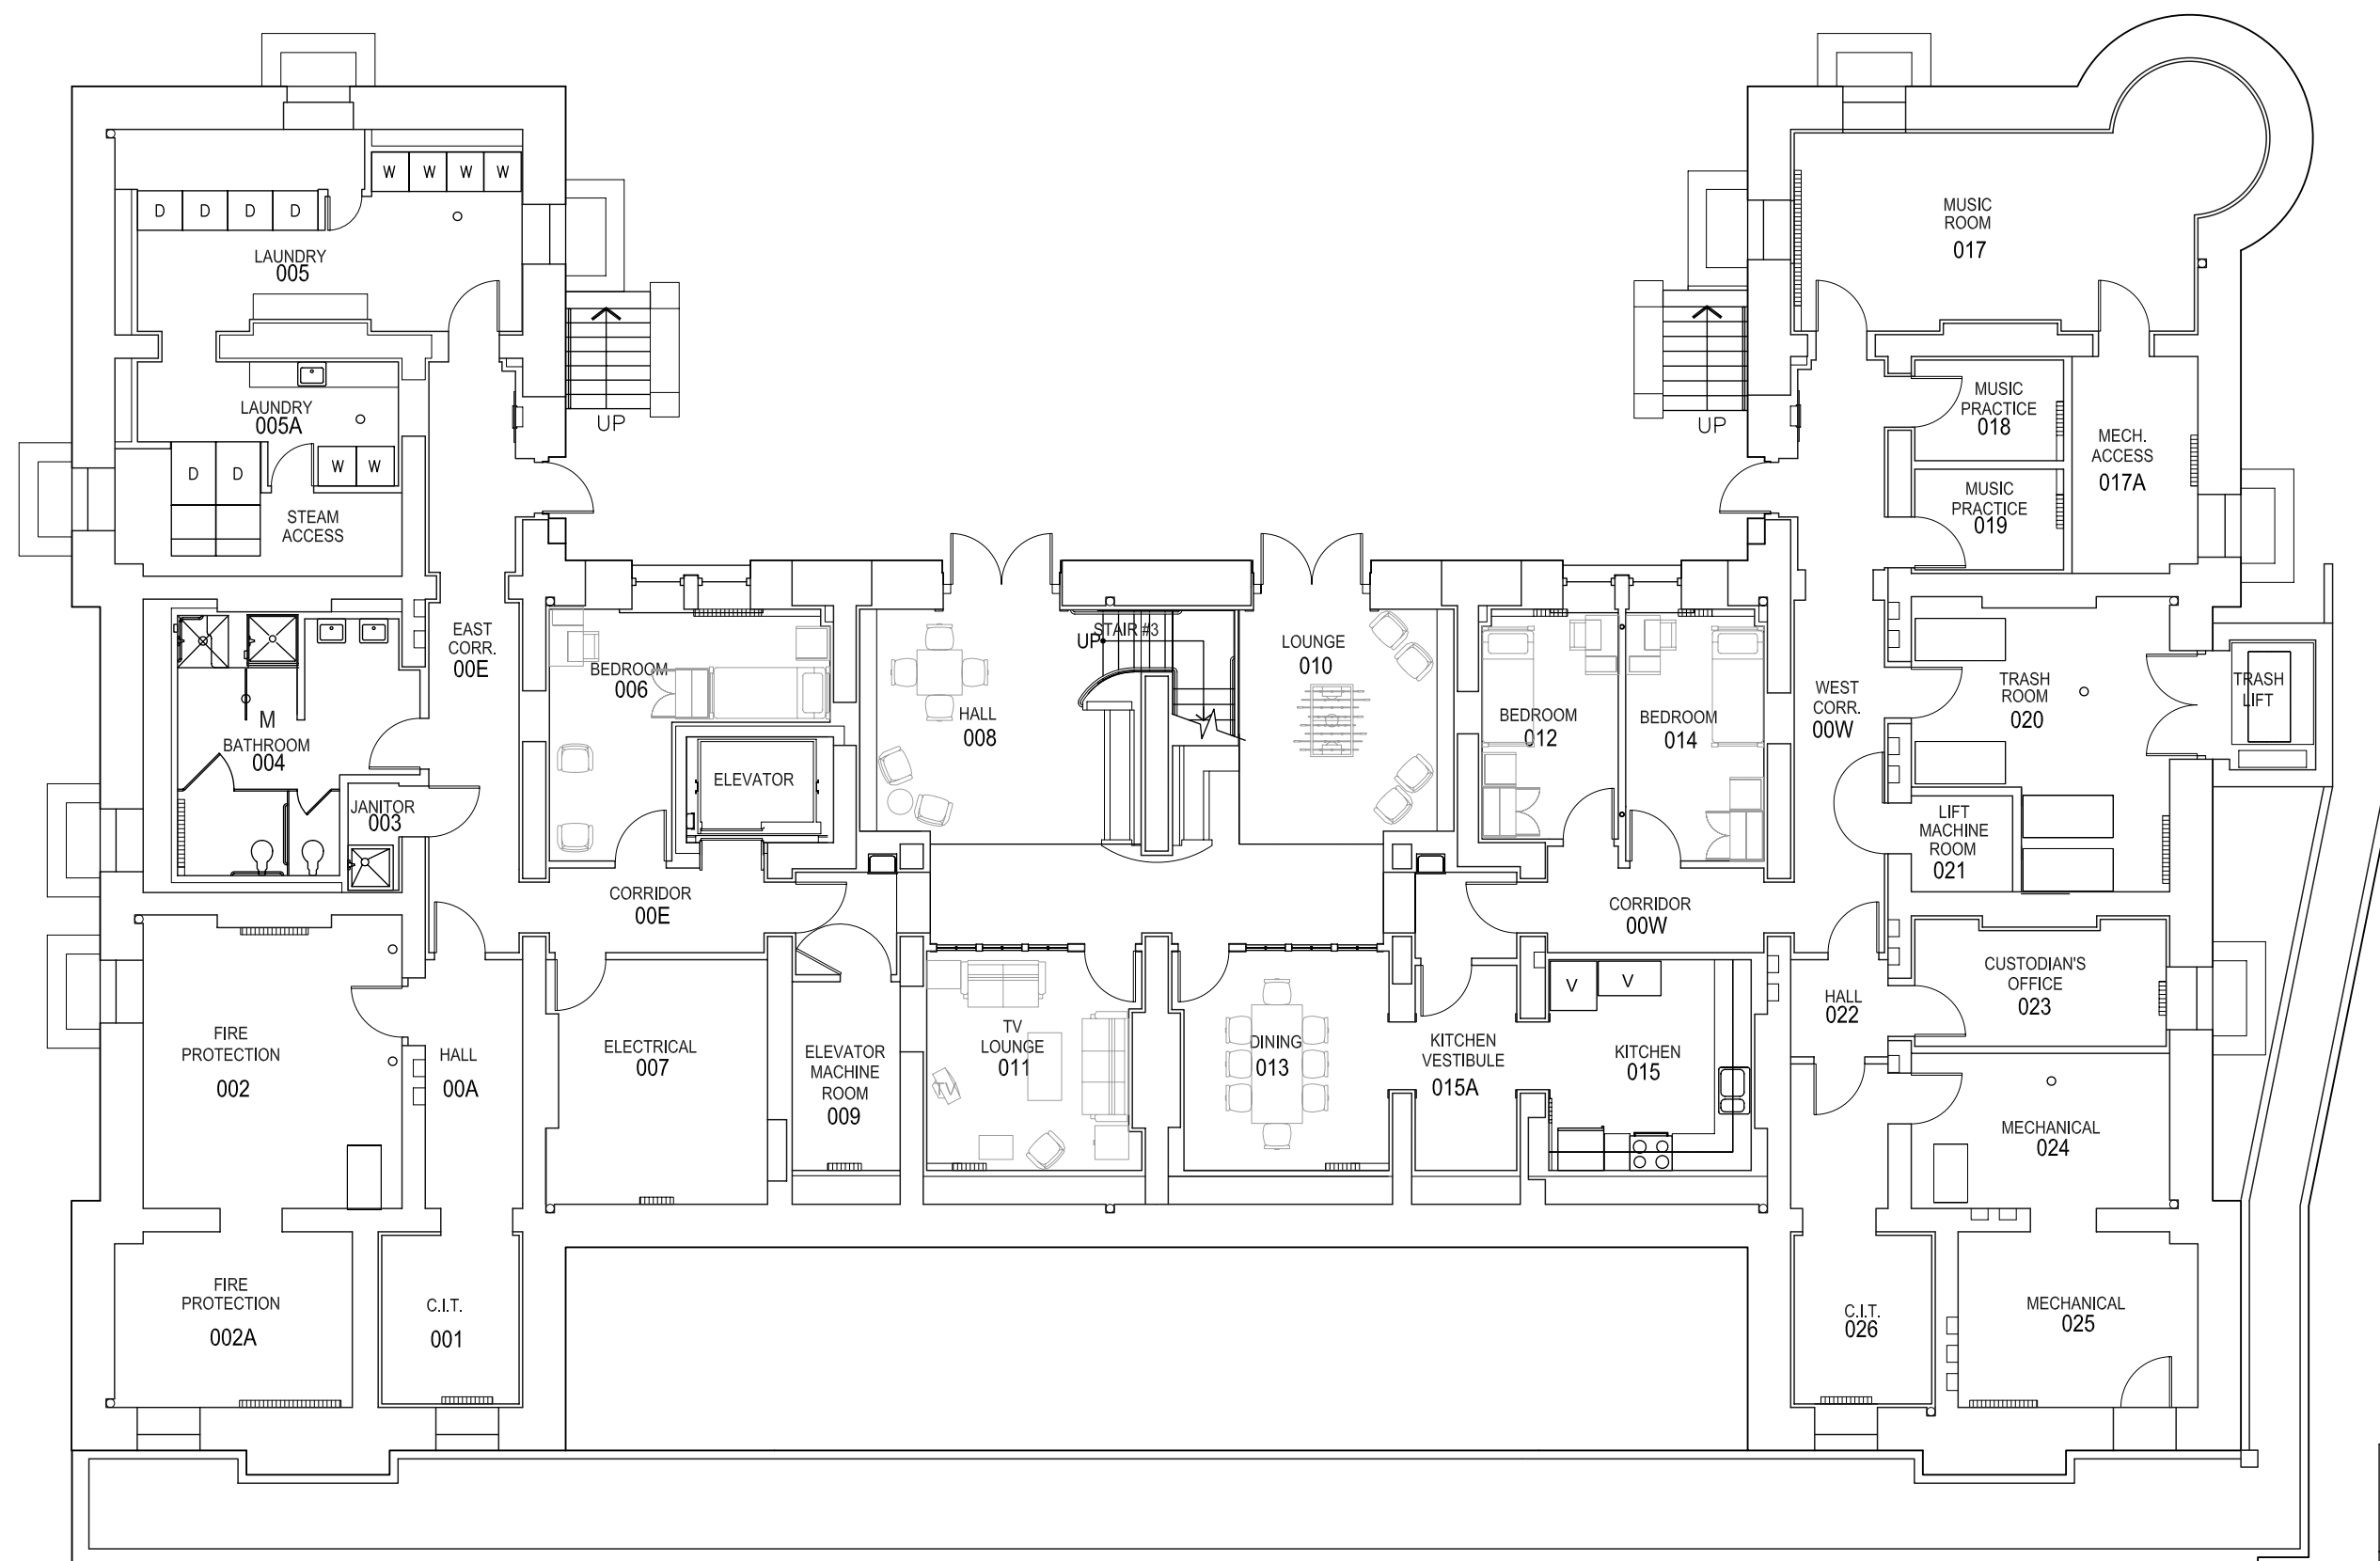 W W W W
D D D D
LAUNDRY
005
LAUNDRY
005A
D D
W W
STEAM
ACCESS
UP
EAST
CORR.
00E
M
BATHROOM
004
JANITOR
003
BEDROOM
006
ELEVATOR
CORRIDOR
00E
HALL
008
UP
STAIR #3
LOUNGE
010
BEDROOM
012
BEDROOM
014
CORRIDOR
00W
UP
MUSIC
ROOM
017
MUSIC
PRACTICE
018
MUSIC
PRACTICE
019
MECH.
ACCESS
017A
WEST
CORR.
00W
TRASH
ROOM
020
TRASH
LIFT
LIFT
MACHINE
ROOM
021
FIRE
PROTECTION
002
HALL
00A
ELECTRICAL
007
ELEVATOR
MACHINE
ROOM
009
TV
LOUNGE
011
DINING
013
KITCHEN
VESTIBULE
015A
V V
KITCHEN
015
HALL
022
CUSTODIAN'S
OFFICE
023
MECHANICAL
024
FIRE
PROTECTION
002A
C.I.T.
001
C.I.T.
026
MECHANICAL
025